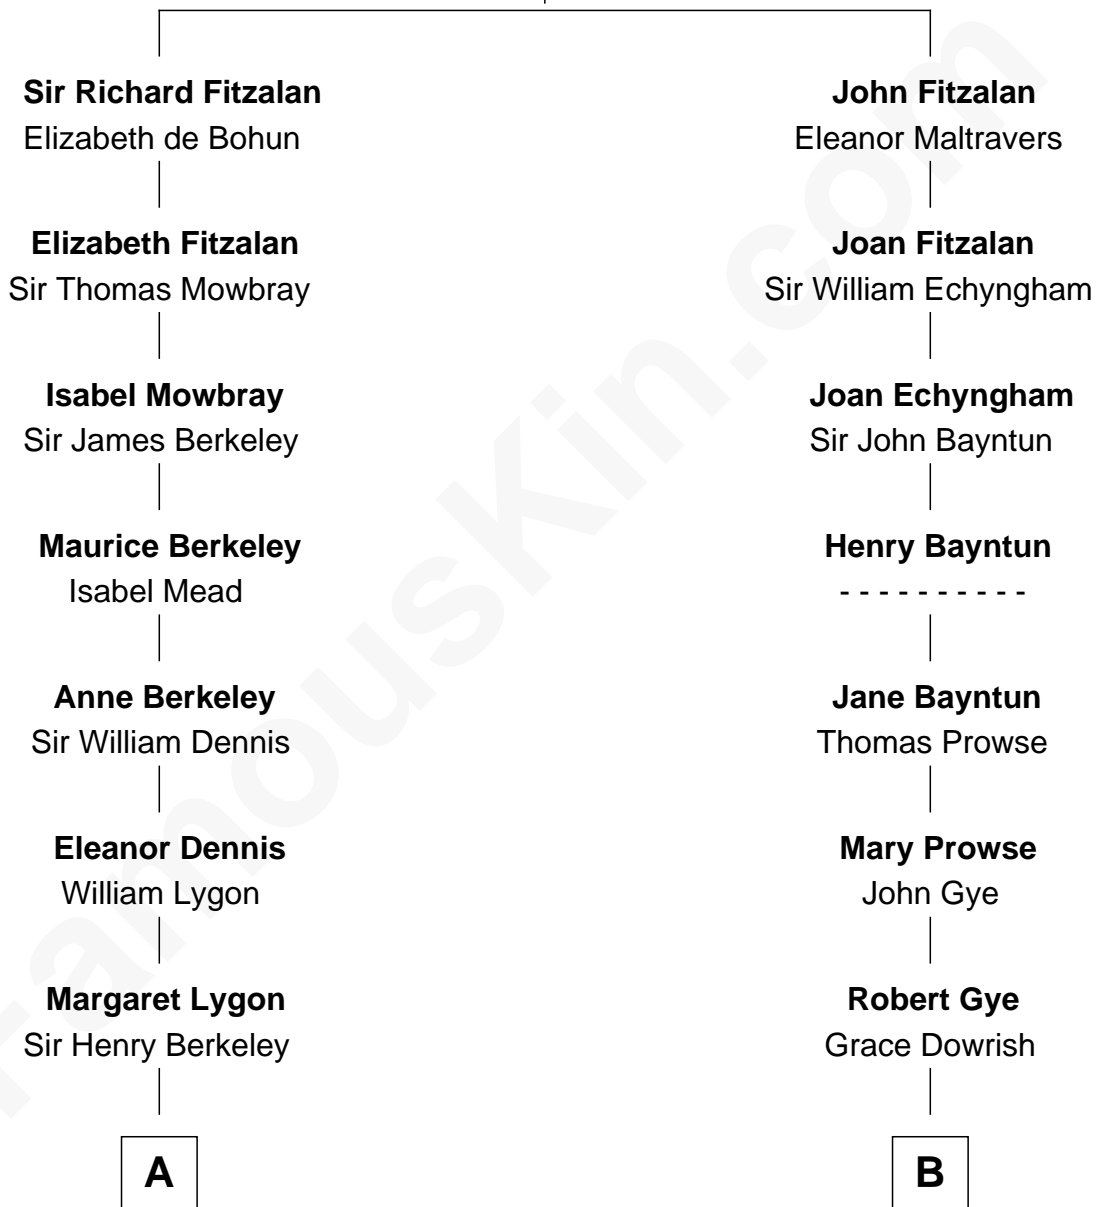 Sir Richard Fitzalan
Elizabeth de Bohun
Elizabeth Fitzalan
Sir Thomas Mowbray
Isabel Mowbray
Sir James Berkeley
Maurice Berkeley
Isabel Mead
Anne Berkeley
Sir William Dennis
Eleanor Dennis
William Lygon
Margaret Lygon
Sir Henry Berkeley
A
John Fitzalan
Eleanor Maltravers
Joan Fitzalan
Sir William Echyngham
Joan Echyngham
Sir John Bayntun
Henry Bayntun
- - - - - - - - - -
Jane Bayntun
Thomas Prowse
Mary Prowse
John Gye
Robert Gye
Grace Dowrish
B
FamousKin.com